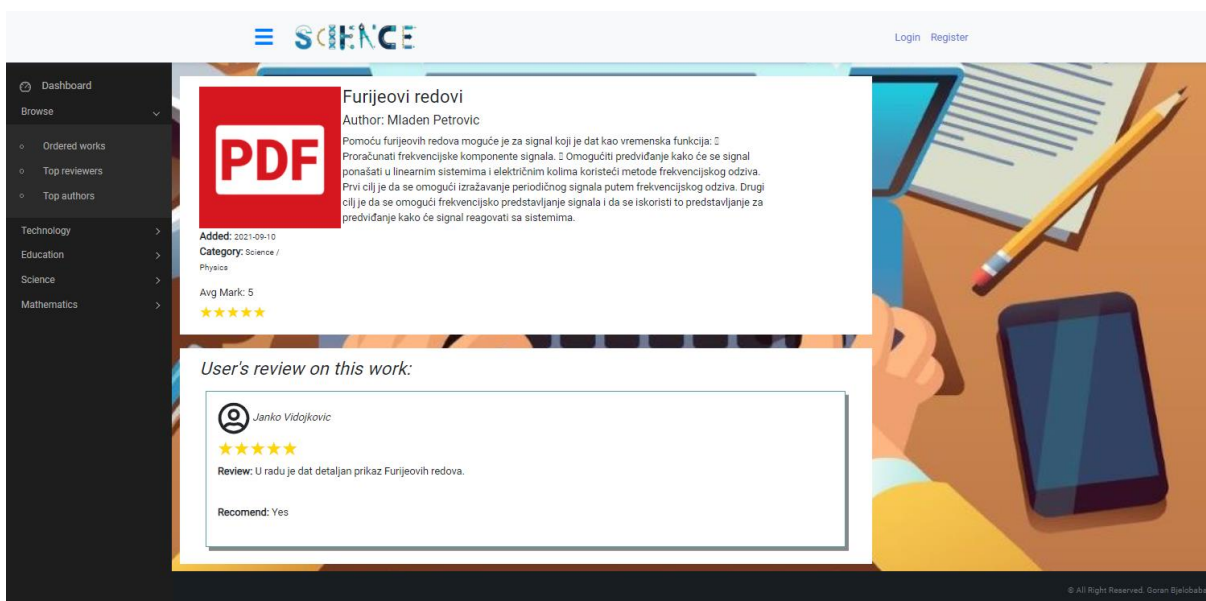 SCIENCE
Login Register
Dashboard
Browse
Ordered works
Top reviewers
Top authors
Technology
Education
Science
Mathematics
PDF
Furijeovi redovi
Author: Mladen Petrovic
Pomoću furijeovih redova moguće je za signal koji je dat kao vremenska funkcija: 
Proračunati frekvencijske komponente signala.  Omogućiti predviđanje kako će se signal
ponašati u linearnim sistemima i električnim kolima koristeći metode frekvencijskog odziva.
Prvi cilj je da se omogući izražavanje periodičnog signala putem frekvencijskog odziva. Drugi
cilj je da se omogući frekvencijsko predstavljanje signala i da se iskoristi to predstavljanje za
predviđanje kako će signal reagovati sa sistemima.
Added: 2021-09-10
Category: Science /
Physics
Avg Mark: 5
User's review on this work:
Janko Vidojkovic
Review: U radu je dat detaljan prikaz Furijeovih redova.
Recomend: Yes
© All Right Reserved. Goran Bjelobaba